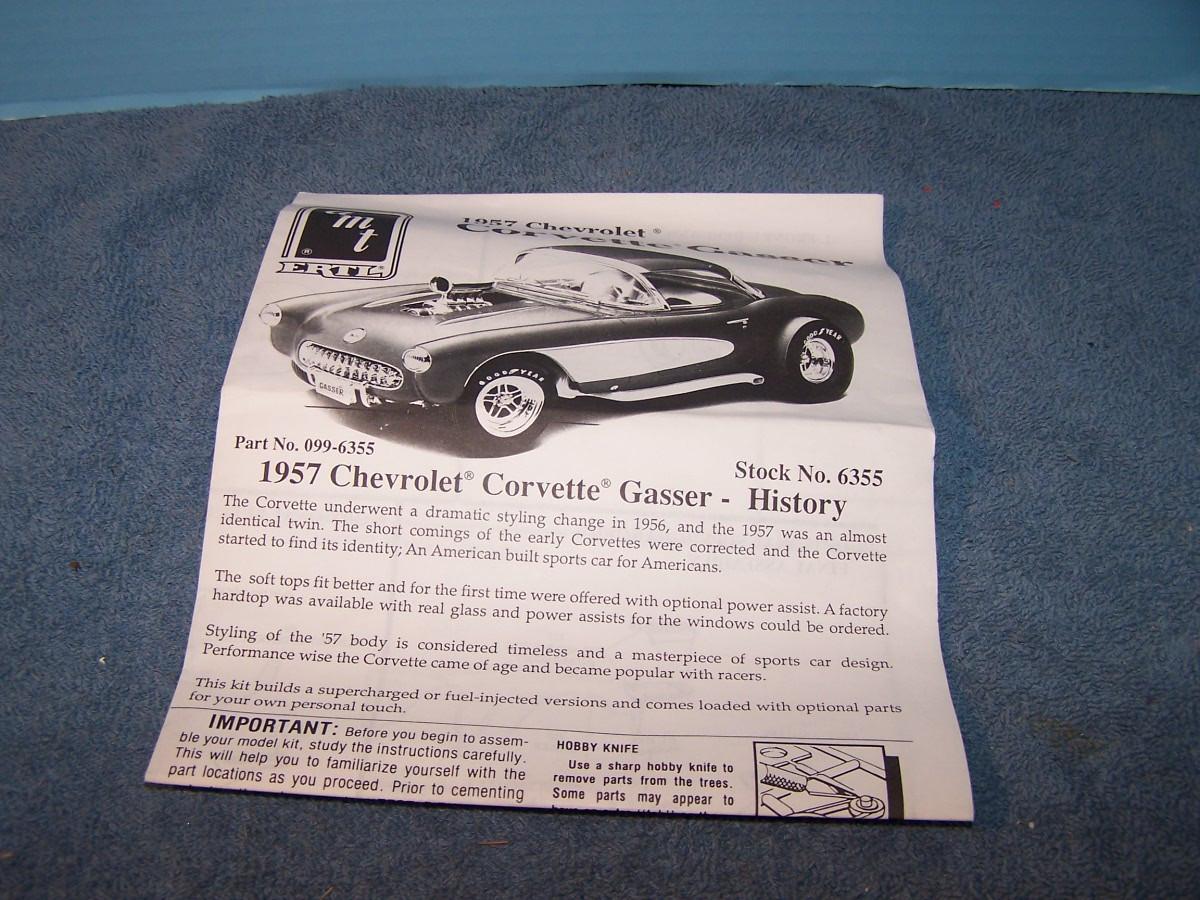 mt
ERTL®
1957 Chevrolet®
Corvette Gasser
GOODYEAR
GOODYEAR
GASSER
Part No. 099-6355
Stock No. 6355
1957 Chevrolet® Corvette® Gasser - History
The Corvette underwent a dramatic styling change in 1956, and the 1957 was an almost
identical twin. The short comings of the early Corvettes were corrected and the Corvette
started to find its identity; An American built sports car for Americans.
The soft tops fit better and for the first time were offered with optional power assist. A factory
hardtop was available with real glass and power assists for the windows could be ordered.
Styling of the '57 body is considered timeless and a masterpiece of sports car design.
Performance wise the Corvette came of age and became popular with racers.
This kit builds a supercharged or fuel-injected versions and comes loaded with optional parts
for your own personal touch.
IMPORTANT: Before you begin to assem-
ble your model kit, study the instructions carefully.
This will help you to familiarize yourself with the
part locations as you proceed. Prior to cementing
HOBBY KNIFE
Use a sharp hobby knife to
remove parts from the trees.
Some parts may appear to